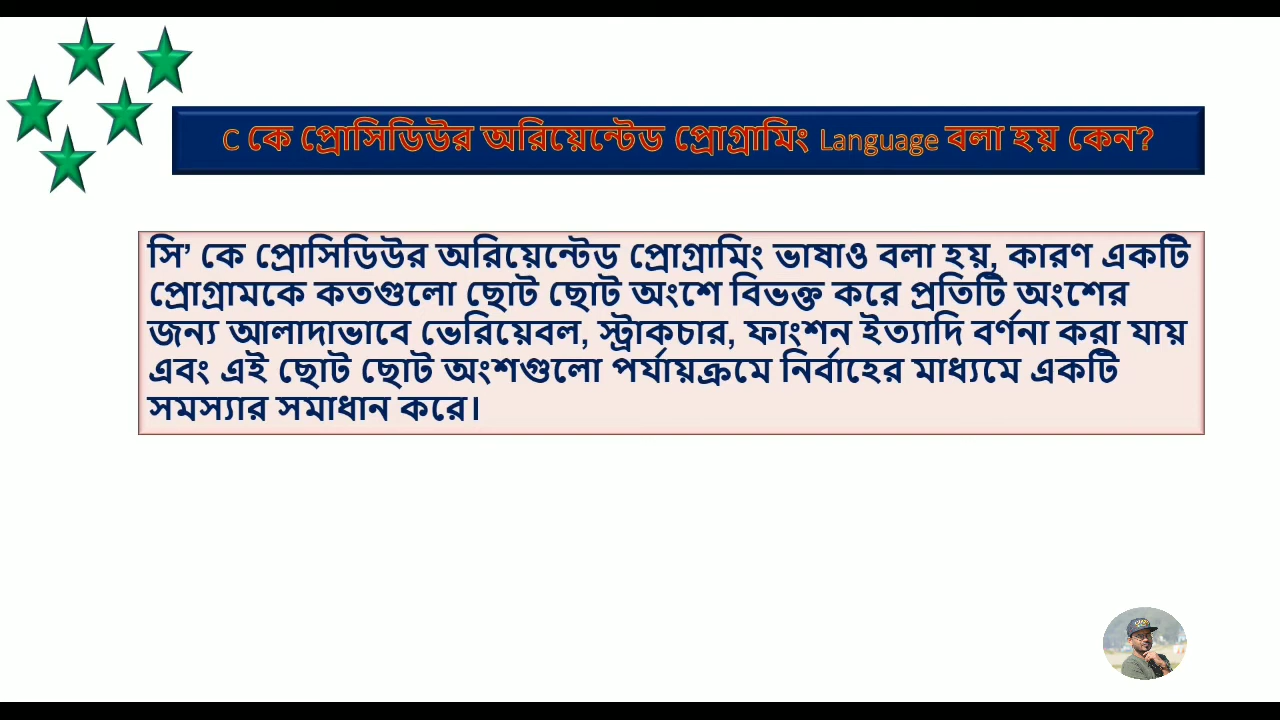 C কে প্রোসিডিউর অরিয়েন্টেড প্রোগ্রামিং Language বলা হয় কেন?
সি’ কে প্রোসিডিউর অরিয়েন্টেড প্রোগ্রামিং ভাষাও বলা হয়, কারণ একটি
প্রোগ্রামকে কতগুলো ছোট ছোট অংশে বিভক্ত করে প্রতিটি অংশের
জন্য আলাদাভাবে ভেরিয়েবল, স্ট্রাকচার, ফাংশন ইত্যাদি বর্ণনা করা যায়
এবং এই ছোট ছোট অংশগুলো পর্যায়ক্রমে নির্বাহের মাধ্যমে একটি
সমস্যার সমাধান করে।